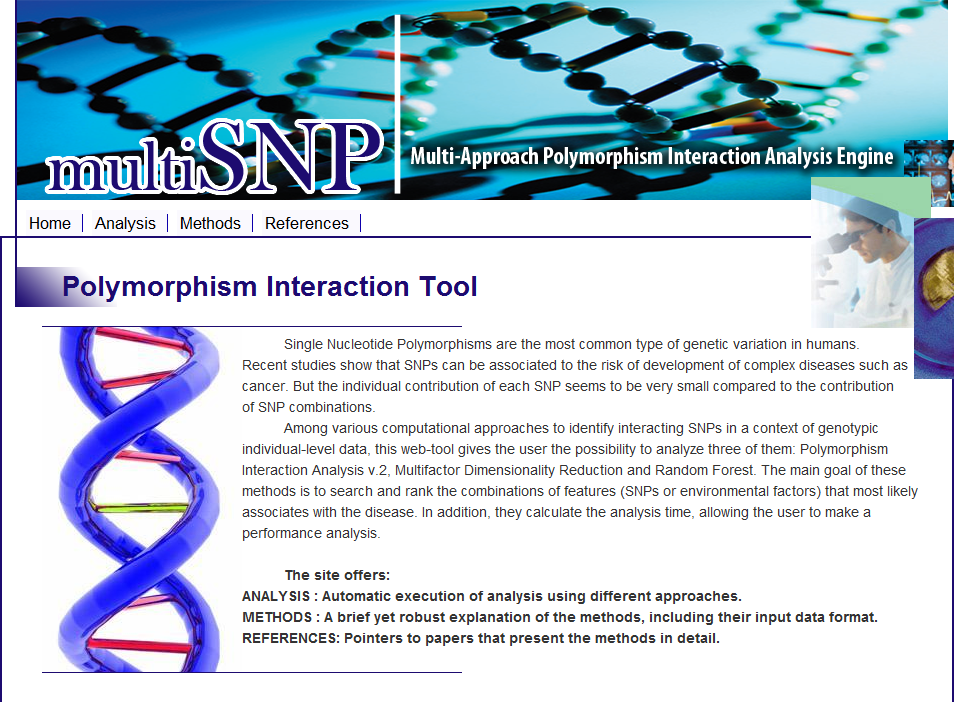 multiSNP
Multi-Approach Polymorphism Interaction Analysis Engine
Home | Analysis | Methods | References |
Polymorphism Interaction Tool
Single Nucleotide Polymorphisms are the most common type of genetic variation in humans.
Recent studies show that SNPs can be associated to the risk of development of complex diseases such as
cancer. But the individual contribution of each SNP seems to be very small compared to the contribution
of SNP combinations.
Among various computational approaches to identify interacting SNPs in a context of genotypic
individual-level data, this web-tool gives the user the possibility to analyze three of them: Polymorphism
Interaction Analysis v.2, Multifactor Dimensionality Reduction and Random Forest. The main goal of these
methods is to search and rank the combinations of features (SNPs or environmental factors) that most likely
associates with the disease. In addition, they calculate the analysis time, allowing the user to make a
performance analysis.
The site offers:
ANALYSIS : Automatic execution of analysis using different approaches.
METHODS : A brief yet robust explanation of the methods, including their input data format.
REFERENCES: Pointers to papers that present the methods in detail.